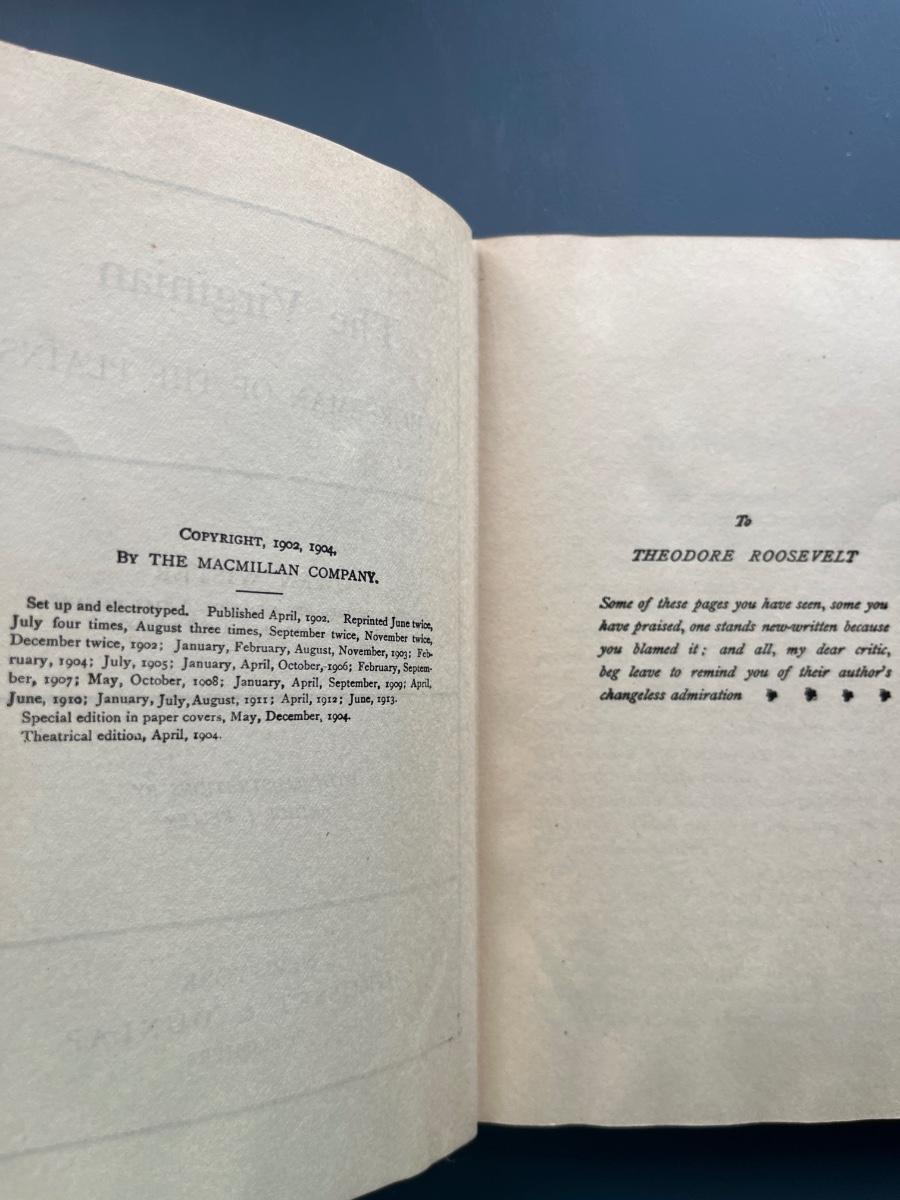 COPYRIGHT, 1902, 1904,
BY THE MACMILLAN COMPANY.
Set up and electrotyped. Published April, 1902. Reprinted June twice,
July four times, August three times, September twice, November twice,
December twice, 1902; January, February, August, November, 1903; Feb-
ruary, 1904; July, 1905; January, April, October, 1906; February, Septem-
ber, 1907; May, October, 1908; January, April, September, 1909; April,
June, 1910; January, July, August, 1911; April, 1912; June, 1913.
Special edition in paper covers, May, December, 1904.
Theatrical edition, April, 1904.
The Virginian
OF THE PLAINS
To
THEODORE ROOSEVELT
Some of these pages you have seen, some you
have praised, one stands new-written because
you blamed it; and all, my dear critic,
beg leave to remind you of their author's
changeless admiration